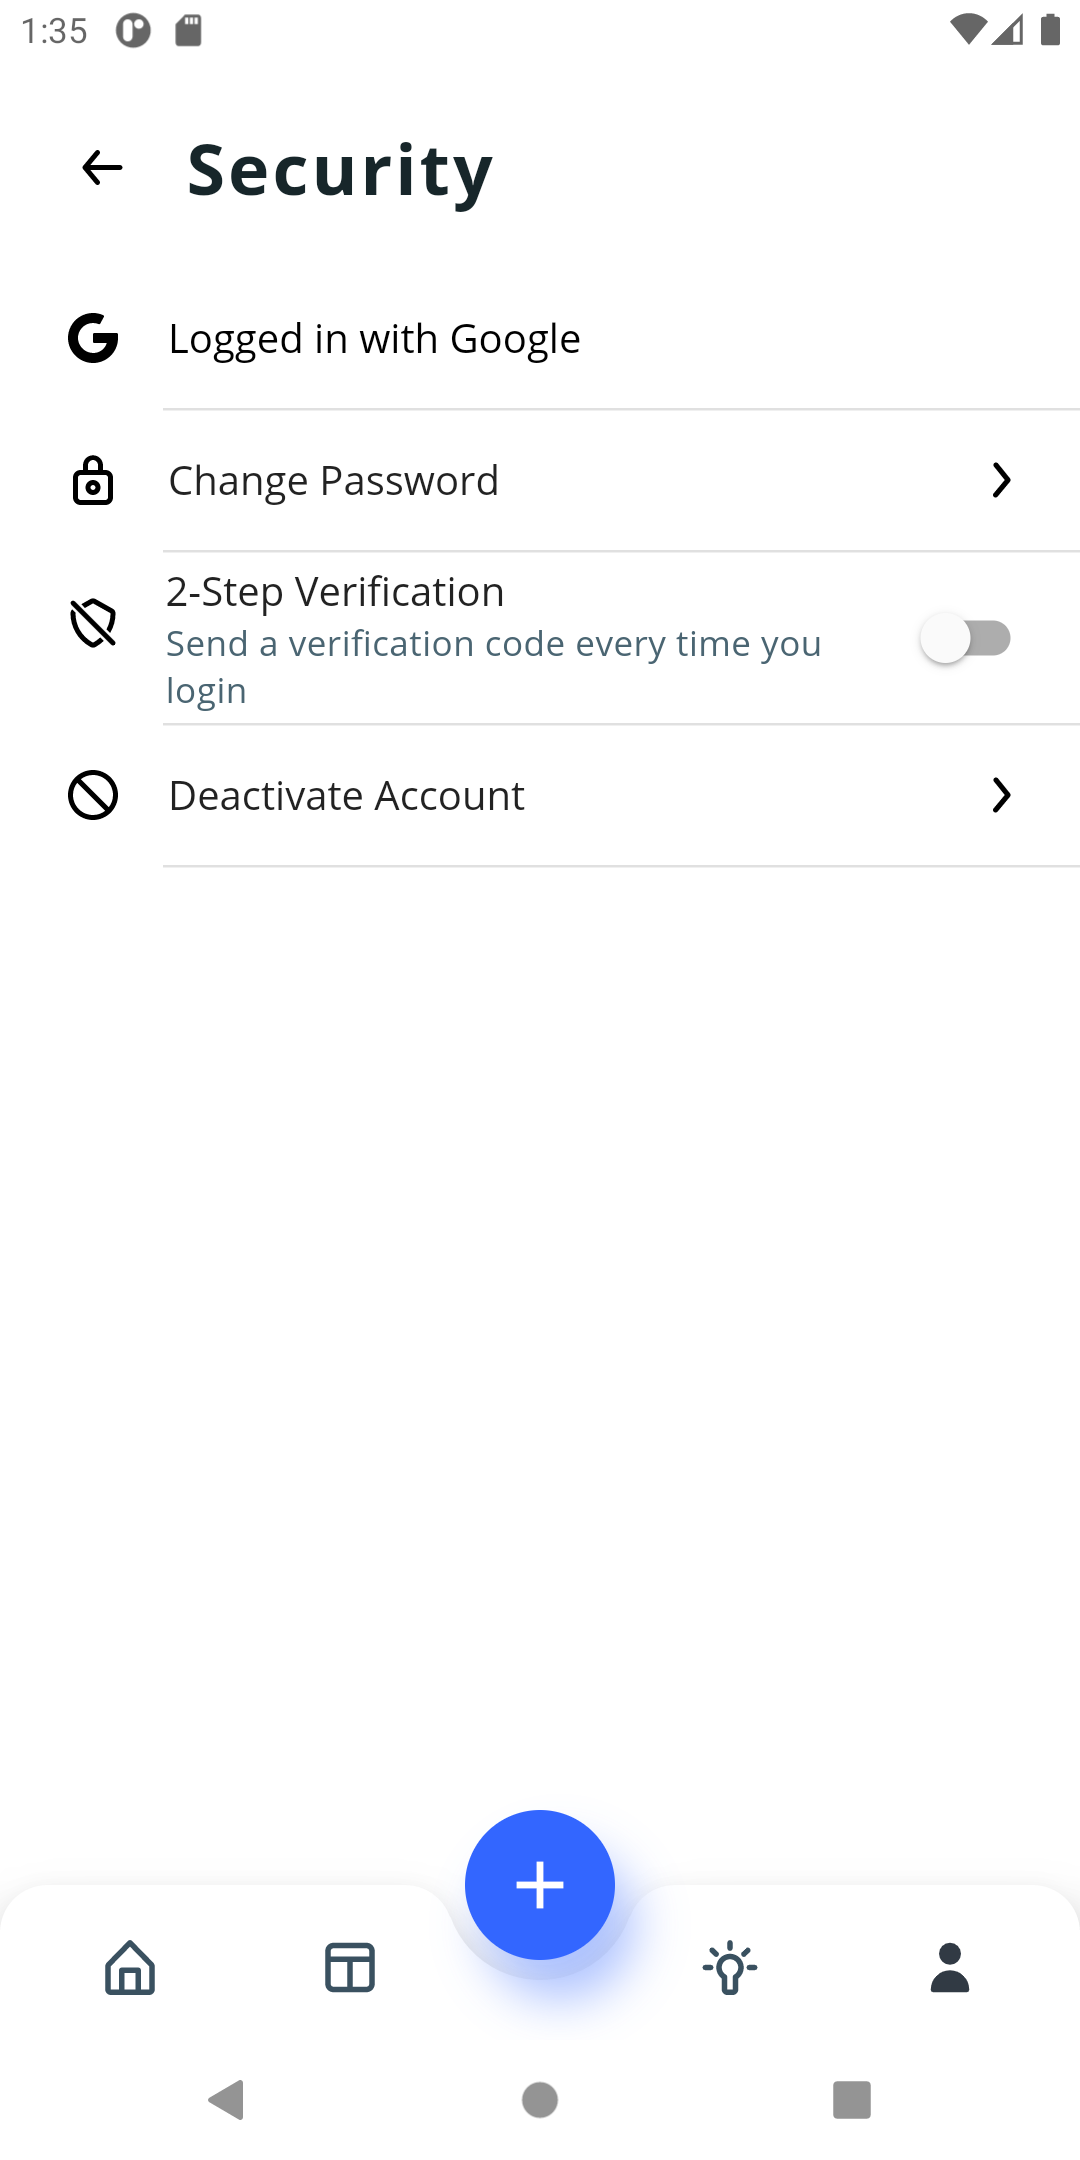 1:35
Security
Logged in with Google
Change Password
2-Step Verification
Send a verification code every time you
login
Deactivate Account